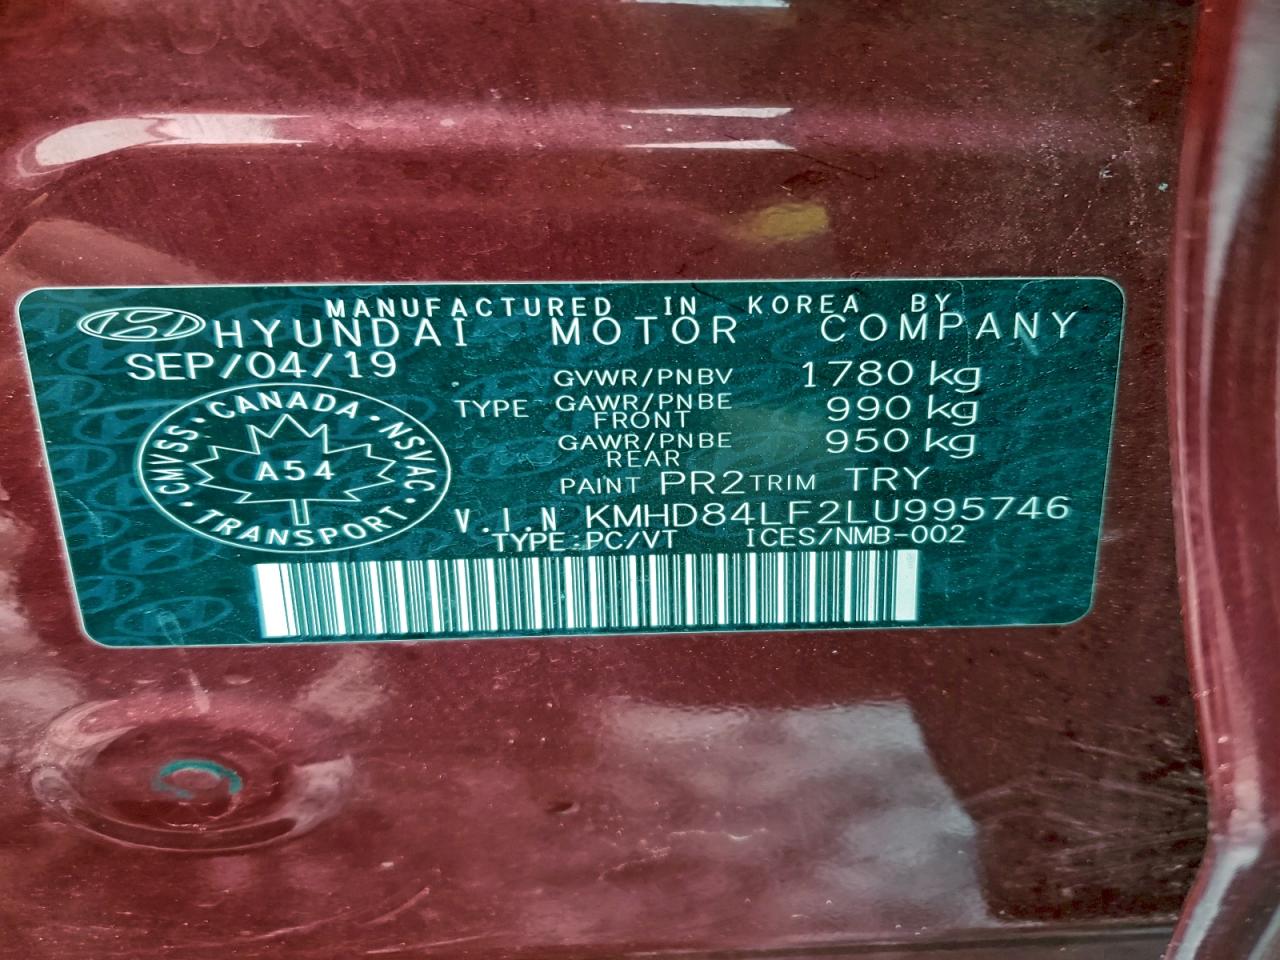 MANUFACTURED IN KOREA BY
HYUNDAI MOTOR COMPANY
SEP/04/19
GVWR/PNBV 1780 kg
TYPE GAWR/PNBE FRONT 990 kg
GAWR/PNBE REAR 950 kg
PAINT PR2 TRIM TRY
V.I.N KMHD84LF2LU995746
TYPE:PC/VT ICES/NMB-002
CANADA · NSVAC · TRANSPORT · CMVSS ·
A54